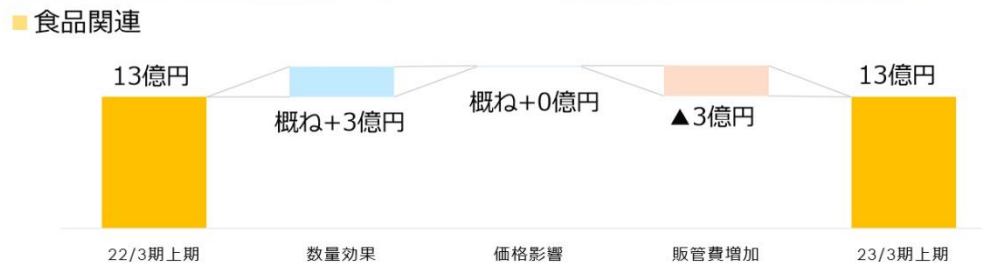 食品関連
13億円
概ね+3億円
概ね+0億円
▲3億円
13億円
22/3期上期
数量効果
価格影響
販管費増加
23/3期上期